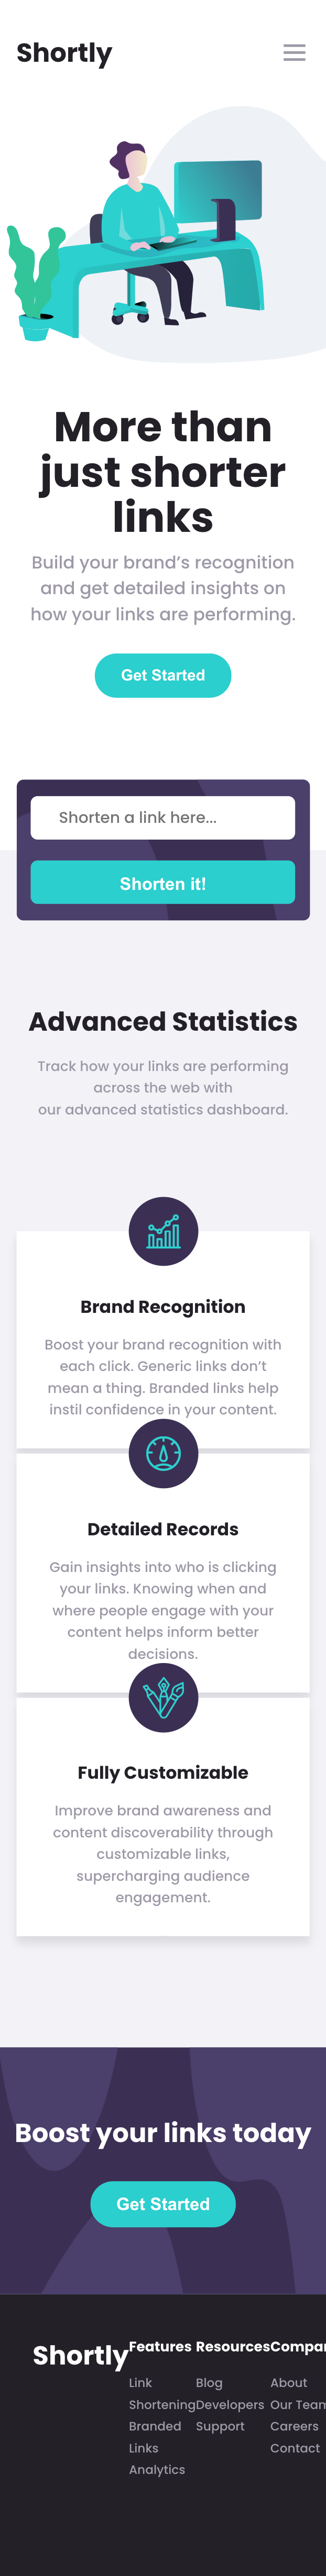 Shortly
More than
just shorter
links
Build your brand’s recognition
and get detailed insights on
how your links are performing.
Get Started
Shorten a link here...
Shorten it!
Advanced Statistics
Track how your links are performing
across the web with
our advanced statistics dashboard.
Brand Recognition
Boost your brand recognition with
each click. Generic links don’t
mean a thing. Branded links help
instil confidence in your content.
Detailed Records
Gain insights into who is clicking
your links. Knowing when and
where people engage with your
content helps inform better
decisions.
Fully Customizable
Improve brand awareness and
content discoverability through
customizable links,
supercharging audience
engagement.
Boost your links today
Get Started
Shortly
Features
Link
Shortening
Branded
Links
Analytics
Resources
Blog
Developers
Support
Compa
About
Our Team
Careers
Contact